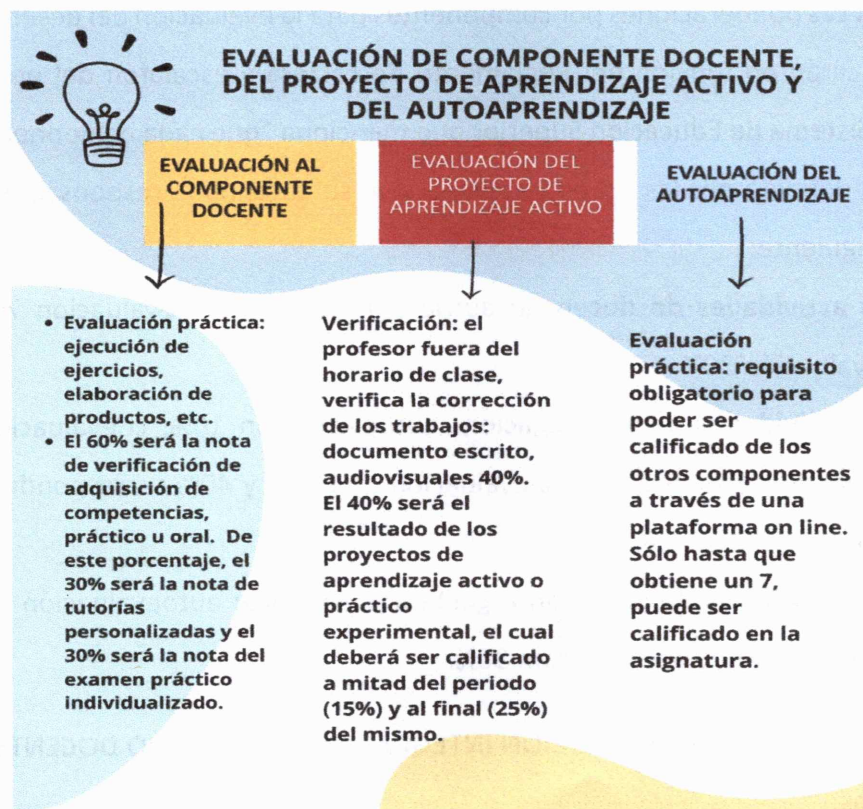 EVALUACIÓN DE COMPONENTE DOCENTE,
DEL PROYECTO DE APRENDIZAJE ACTIVO Y
DEL AUTOAPRENDIZAJE
EVALUACIÓN AL
COMPONENTE
DOCENTE
EVALUACIÓN DEL
PROYECTO DE
APRENDIZAJE ACTIVO
EVALUACIÓN DEL
AUTOAPRENDIZAJE
• Evaluación práctica:
ejecución de
ejercicios,
elaboración de
productos, etc.
• El 60% será la nota
de verificación de
adquisición de
competencias,
práctico u oral. De
este porcentaje, el
30% será la nota de
tutorías
personalizadas y el
30% será la nota del
examen práctico
individualizado.
Verificación: el
profesor fuera del
horario de clase,
verifica la corrección
de los trabajos:
documento escrito,
audiovisuales 40%.
El 40% será el
resultado de los
proyectos de
aprendizaje activo o
práctico
experimental, el cual
deberá ser calificado
a mitad del periodo
(15%) y al final (25%)
del mismo.
Evaluación
práctica: requisito
obligatorio para
poder ser
calificado de los
otros componentes
a través de una
plataforma on line.
Sólo hasta que
obtiene un 7,
puede ser
calificado en la
asignatura.